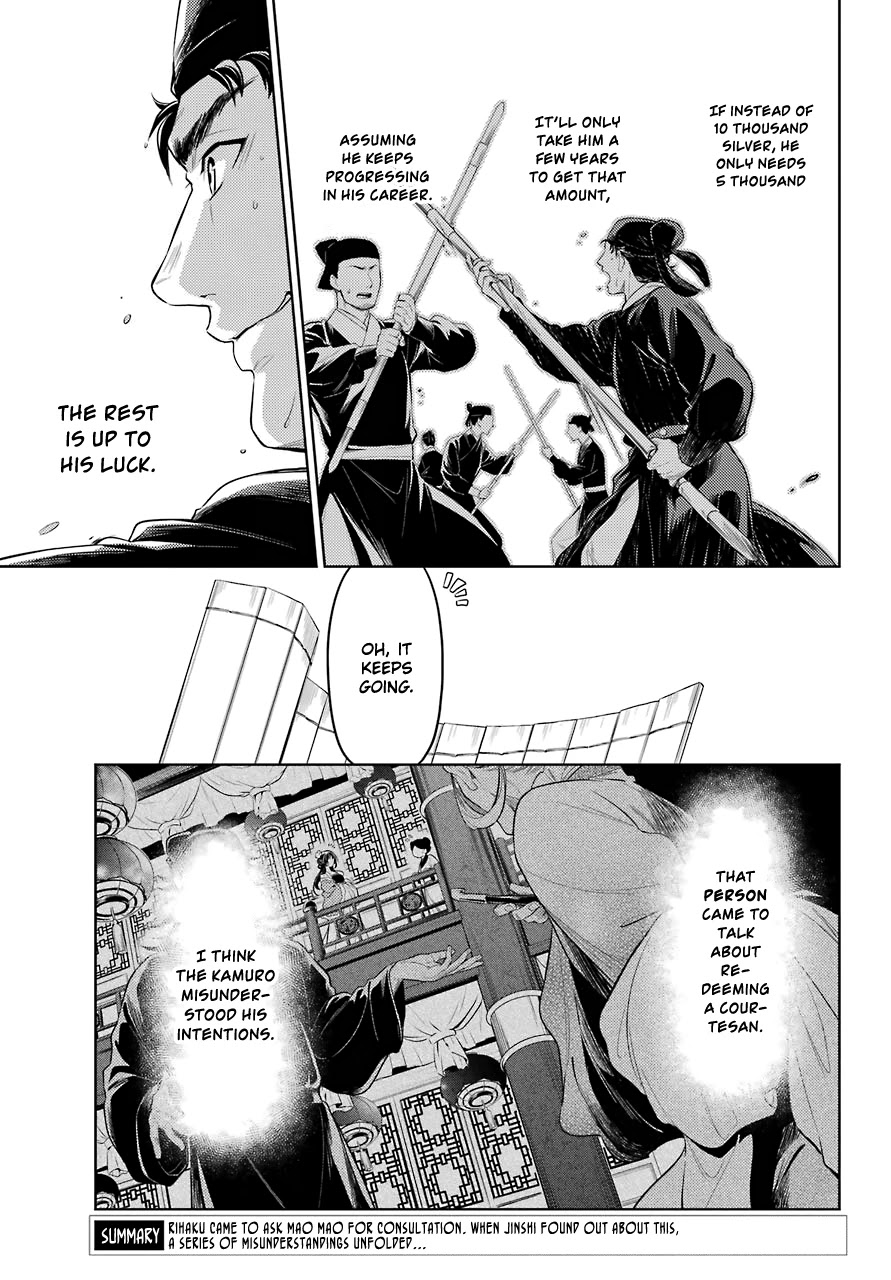 IF INSTEAD OF
10 THOUSAND
SILVER, HE
ONLY NEEDS
5 THOUSAND
IT'LL ONLY
TAKE HIM A
FEW YEARS
TO GET THAT
AMOUNT,
ASSUMING
HE KEEPS
PROGRESSING
IN HIS CAREER.
THE REST
IS UP TO
HIS LUCK.
OH, IT
KEEPS
GOING.
THAT
PERSON
CAME TO
TALK
ABOUT
RE-
DEEMING
A COUR-
TESAN.
I THINK
THE KAMURO
MISUNDER-
STOOD HIS
INTENTIONS.
SUMMARY
RIHAKU CAME TO ASK MAO MAO FOR CONSULTATION. WHEN JINSHI FOUND OUT ABOUT THIS,
A SERIES OF MISUNDERSTANDINGS UNFOLDED...